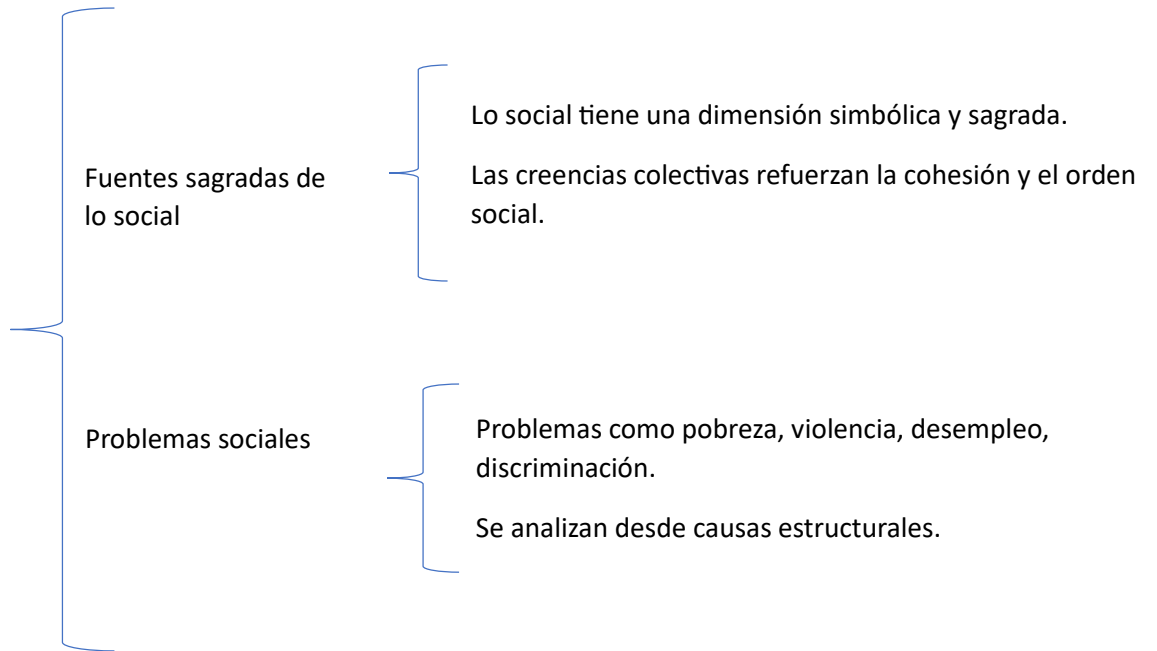 Lo social tiene una dimensión simbólica y sagrada.
Fuentes sagradas de
lo social
Las creencias colectivas refuerzan la cohesión y el orden
social.
Problemas sociales
Problemas como pobreza, violencia, desempleo,
discriminación.
Se analizan desde causas estructurales.